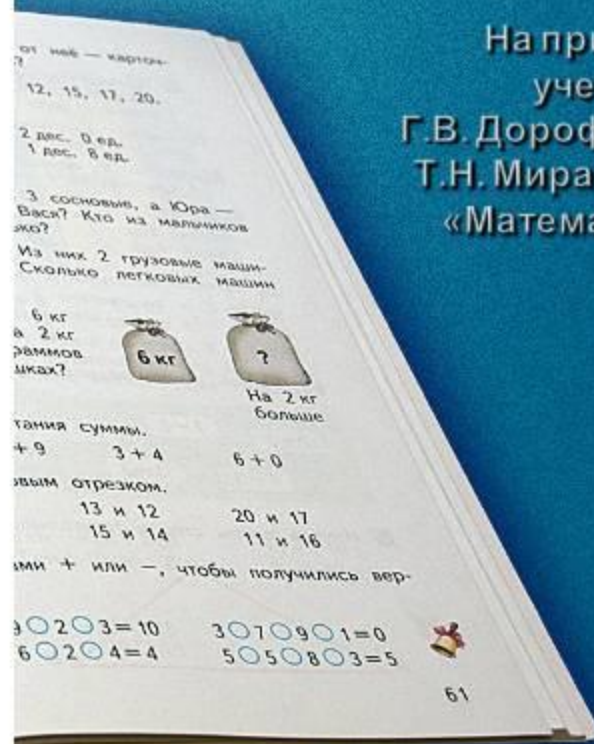 от неё — карточ-
?
12, 15, 17, 20.
2 дес. 0 ед.
1 дес. 8 ед.
3 сосновые, а Юра —
Вася? Кто из мальчиков
ко?
Из них 2 грузовые маши-
Сколько легковых машин
6 кг
а 2 кг
раммов
шках?
6 кг
?
На 2 кг
больше
тания суммы.
+ 9 3 + 4 6 + 0
овым отрезком.
13 и 12 20 и 17
15 и 14 11 и 16
ами + или −, чтобы получились вер-
9○2○3=10 3○7○9○1=0
6○2○4=4 5○5○8○3=5
61
На при
уче
Г.В. Дороф
Т.Н. Мира
«Матема